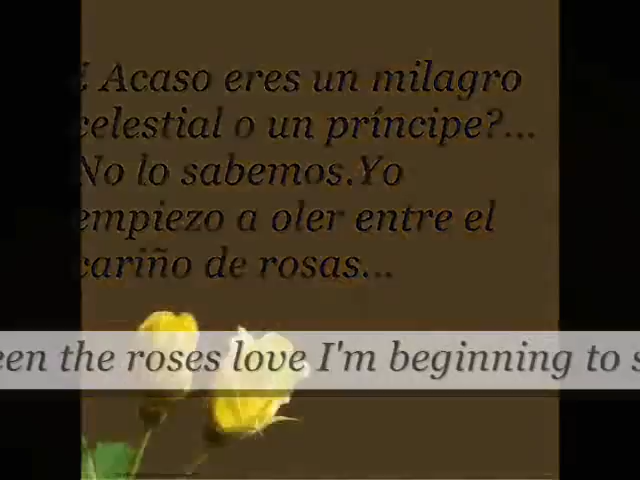 ¿ Acaso eres un milagro
celestial o un príncipe?...
No lo sabemos.Yo
empiezo a oler entre el
cariño de rosas...
een the roses love I'm beginning to s